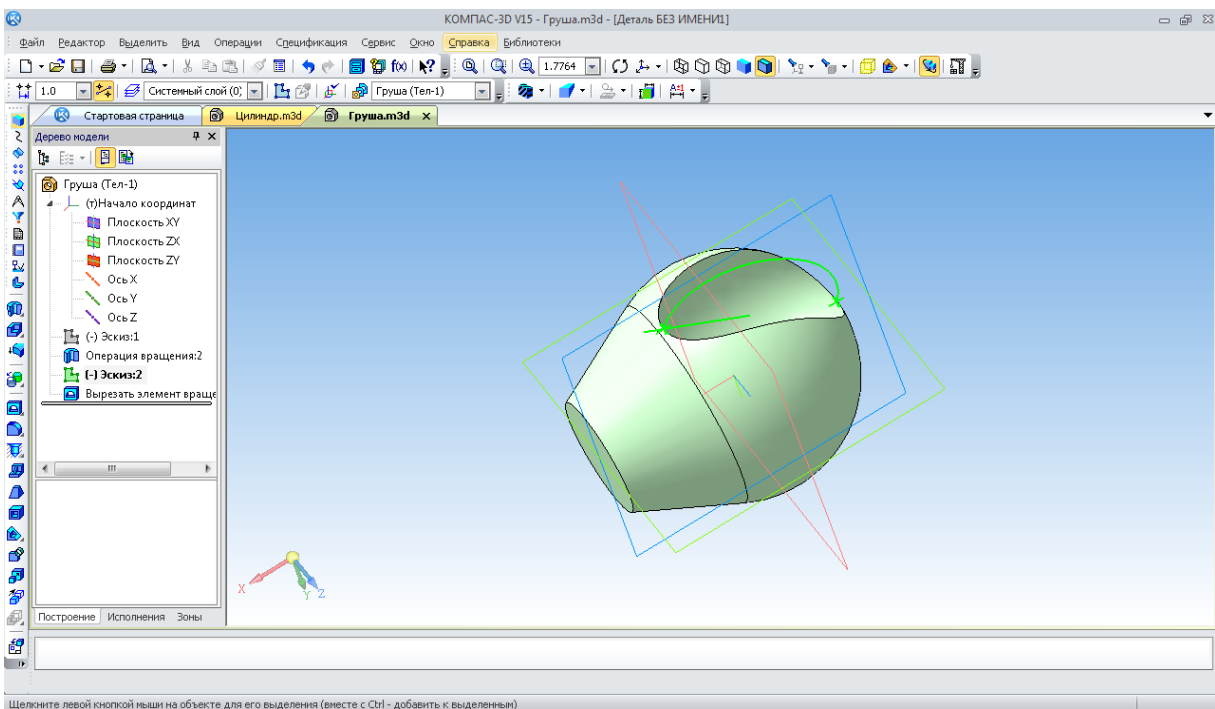 КОМПАС-3D V15 - Груша.m3d - [Деталь БЕЗ ИМЕНИ1]
Файл Редактор Выделить Вид Операции Спецификация Сервис Окно Справка Библиотеки
1.7764
1.0 Системный слой (0; Груша (Тел-1)
Стартовая страница Цилиндр.m3d Груша.m3d
Дерево модели
Груша (Тел-1)
(т)Начало координат
Плоскость XY
Плоскость ZX
Плоскость ZY
Ось X
Ось Y
Ось Z
(-) Эскиз:1
Операция вращения:2
(-) Эскиз:2
Вырезать элемент враще
X Y Z
Построение Исполнения Зоны
Щелкните левой кнопкой мыши на объекте для его выделения (вместе с Ctrl - добавить к выделенным)